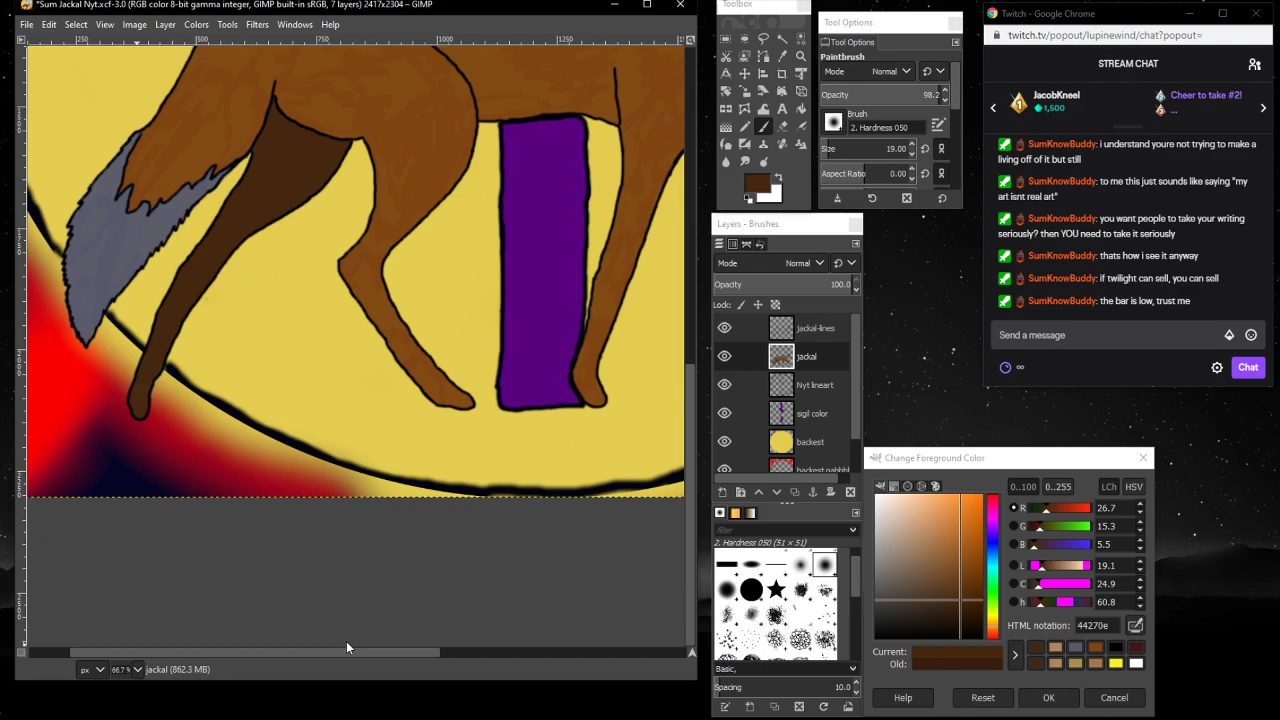 *Sum Jackal Nyt.xcf-3.0 (RGB color 8-bit gamma integer, GIMP built-in sRGB, 7 layers) 2417x2304 – GIMP
File Edit Select View Image Layer Colors Tools Filters Windows Help
250 500 750 1000 1250
px 66.7 % jackal (862.3 MB)
Toolbox
Tool Options
Tool Options
Paintbrush
Mode Normal
Opacity 98.2
Brush
2. Hardness 050
Size 19.00
Aspect Ratio 0.00
Layers - Brushes
Mode Normal
Opacity 100.0
Lock:
jackal-lines
jackal
Nyt lineart
sigil color
backest
filter
2. Hardness 050 (51 × 51)
Basic,
Spacing 10.0
Twitch - Google Chrome
twitch.tv/popout/lupinewind/chat?popout=
STREAM CHAT
1 JacobKneel
1,500
Cheer to take #2!
...
SumKnowBuddy: i understand youre not trying to make a
living off of it but still
SumKnowBuddy: to me this just sounds like saying "my
art isnt real art"
SumKnowBuddy: you want people to take your writing
seriously? then YOU need to take it seriously
SumKnowBuddy: thats how i see it anyway
SumKnowBuddy: if twilight can sell, you can sell
SumKnowBuddy: the bar is low, trust me
Send a message
∞
Chat
Change Foreground Color
0..100 0..255 LCh HSV
R 26.7
G 15.3
B 5.5
L 19.1
C 24.9
h 60.8
HTML notation: 44270e
Current:
Old:
Help Reset OK Cancel